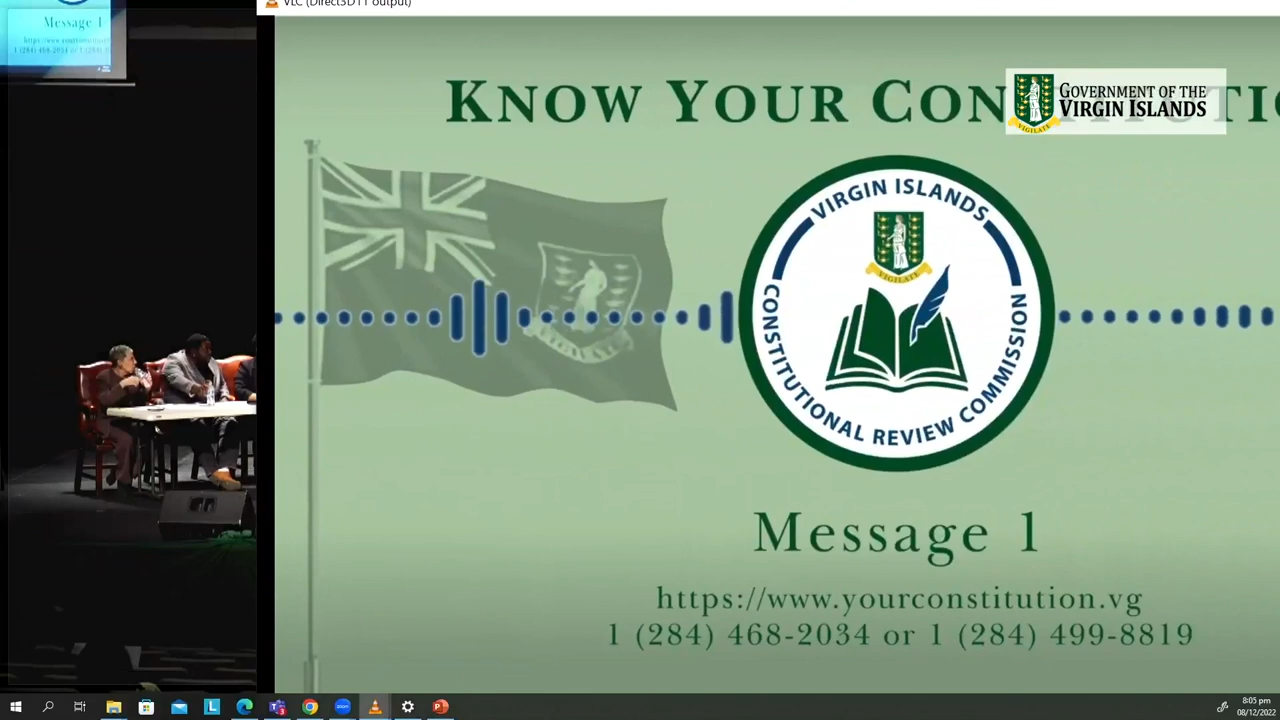 VLC (Direct3D11 output)
Message 1
KNOW YOUR CON
GOVERNMENT OF THE
VIRGIN ISLANDS
VIGILATE
VIRGIN ISLANDS
VIGILATE
CONSTITUTIONAL REVIEW COMMISSION
Message 1
https://www.yourconstitution.vg
1 (284) 468-2034 or 1 (284) 499-8819
8:05 pm
08/12/2022